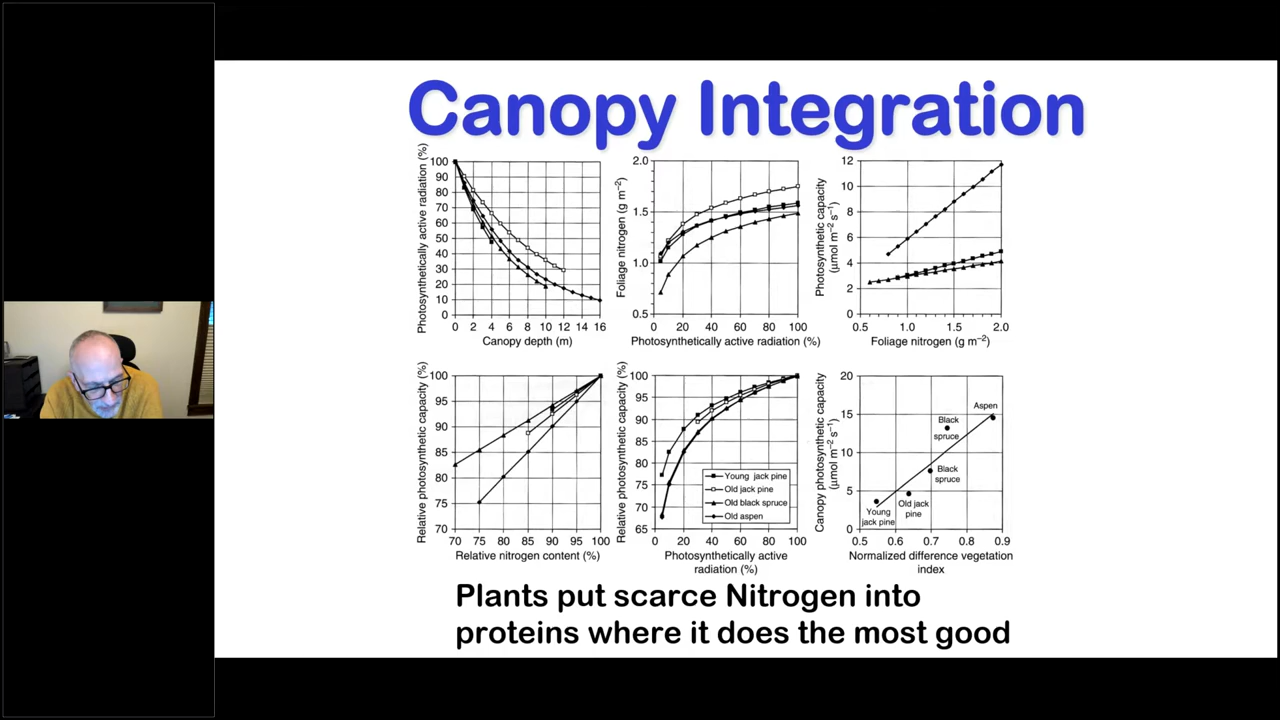 Canopy Integration
Photosynthetically active radiation (%)
100
90
80
70
60
50
40
30
20
10
0
0 2 4 6 8 10 12 14 16
Canopy depth (m)
Foliage nitrogen (g m⁻²)
2.0
1.5
1.0
0.5
0 20 40 60 80 100
Photosynthetically active radiation (%)
Photosynthetic capacity
(μmol m⁻² s⁻¹)
12
10
8
6
4
2
0
0.5 1.0 1.5 2.0
Foliage nitrogen (g m⁻²)
Relative photosynthetic capacity (%)
100
95
90
85
80
75
70
70 75 80 85 90 95 100
Relative nitrogen content (%)
Relative photosynthetic capacity (%)
100
95
90
85
80
75
70
65
Young jack pine
Old jack pine
Old black spruce
Old aspen
0 20 40 60 80 100
Photosynthetically active
radiation (%)
Canopy photosynthetic capacity
(μmol m⁻² s⁻¹)
20
15
10
5
0
Aspen
Black
spruce
Black
spruce
Young
jack pine
Old jack
pine
0.5 0.6 0.7 0.8 0.9
Normalized difference vegetation
index
Plants put scarce Nitrogen into
proteins where it does the most good